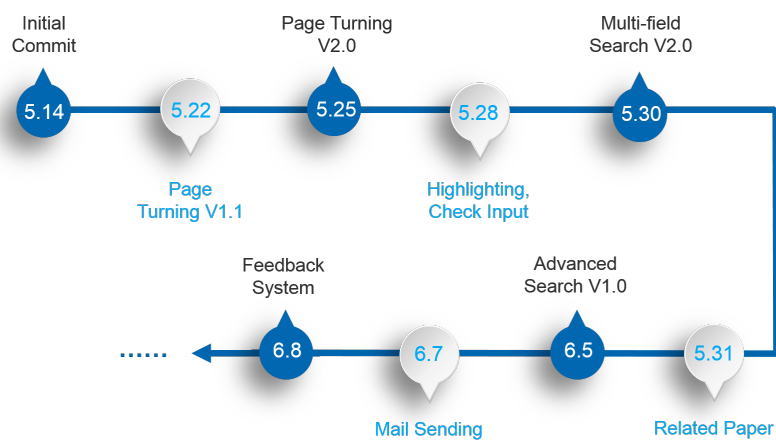 Initial
Commit
Page Turning
V2.0
Multi-field
Search V2.0
5.14
5.22
5.25
5.28
5.30
Page
Turning V1.1
Highlighting,
Check Input
Feedback
System
Advanced
Search V1.0
......
6.8
6.7
6.5
5.31
Mail Sending
Related Paper